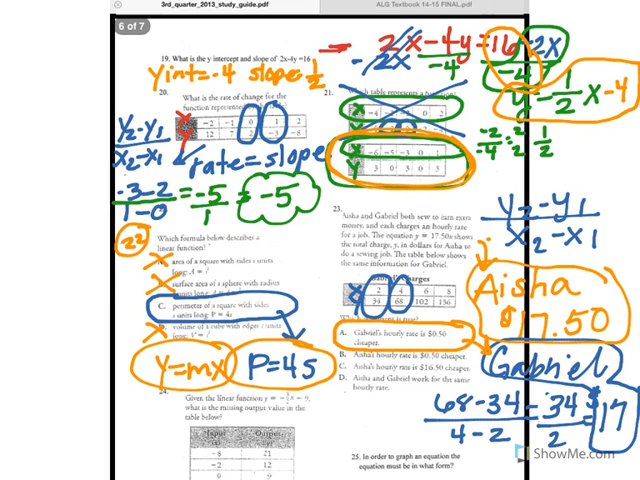 3rd_quarter_2013_study_guide.pdf
ALG Textbook 14-15 FINAL.pdf
6 of 7
19. What is the y intercept and slope of 2x-4y =16
yint=-4 slope 1/2
- 2x - 4y = 16 -2x
- 2x -4 -4
y = 1/2 x - 4
-2/-4 2/2 1/2
20.
What is the rate of change for the
function represented
X -2 -1 0 1 2
12 7 2 -3 -8
Y2-Y1
X2-X1
rate = slope
-3-2 = -5 = -5
1-0 1
21.
Which table represents a function?
X -6 -5 -3 0 1
Y 3 0 3 0 3
22
Which formula below describes a
linear function?
A. area of a square with sides s units
long: A = s²
surface area of a sphere with radius
C. perimeter of a square with sides
s units long: P = 4s
D. volume of a cube with edges s units
Y=mx
P=4s
23.
Aisha and Gabriel both sew to earn extra
money, and each charges an hourly rate
for a job. The equation y = 17.50x shows
the total charge, y, in dollars for Aisha to
do a sewing job. The table below shows
the same information for Gabriel.
Charges
X 2 4 6 8
Y 34 68 102 136
A. Gabriel's hourly rate is $0.50
cheaper.
B. Aisha's hourly rate is $0.50 cheaper.
C. Aisha's hourly rate is $16.50 cheaper.
D. Aisha and Gabriel work for the same
hourly rate.
Y2-Y1
X2-X1
Aisha
$17.50
Gabriel
68-34 = 34 = $17
4-2 2
24.
Given the linear function
what is the missing output value in the
table below?
Input Output
-8 21
-2 12
0 9
25. In order to graph an equation the
equation must be in what form?
ShowMe.com